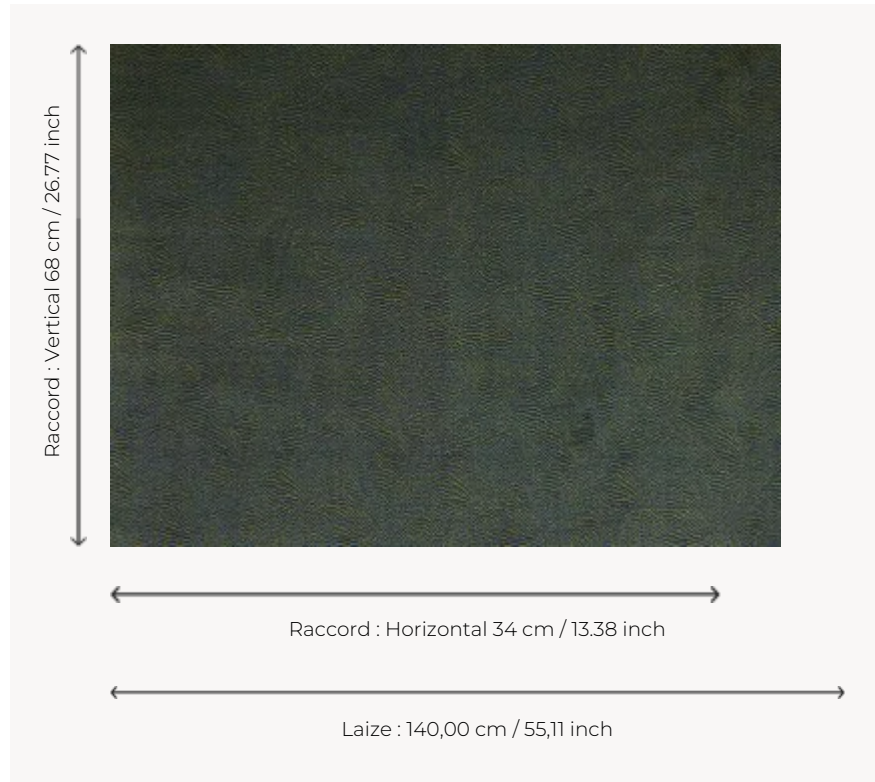 Raccord : Vertical 68 cm / 26.77 inch
Raccord : Horizontal 34 cm / 13.38 inch
Laize : 140,00 cm / 55,11 inch